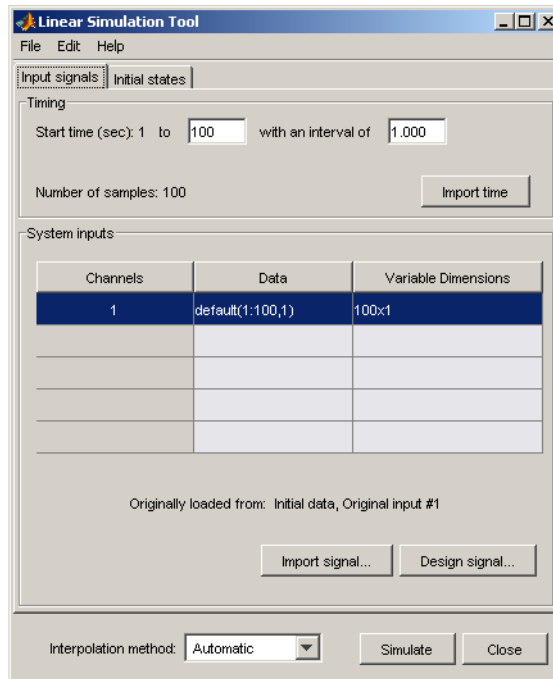 Linear Simulation Tool
File Edit Help
Input signals Initial states
Timing
Start time (sec): 1 to 100 with an interval of 1.000
Number of samples: 100 Import time
System inputs
Channels Data Variable Dimensions
1 default(1:100,1) 100x1
Originally loaded from: Initial data, Original input #1
Import signal... Design signal...
Interpolation method: Automatic Simulate Close